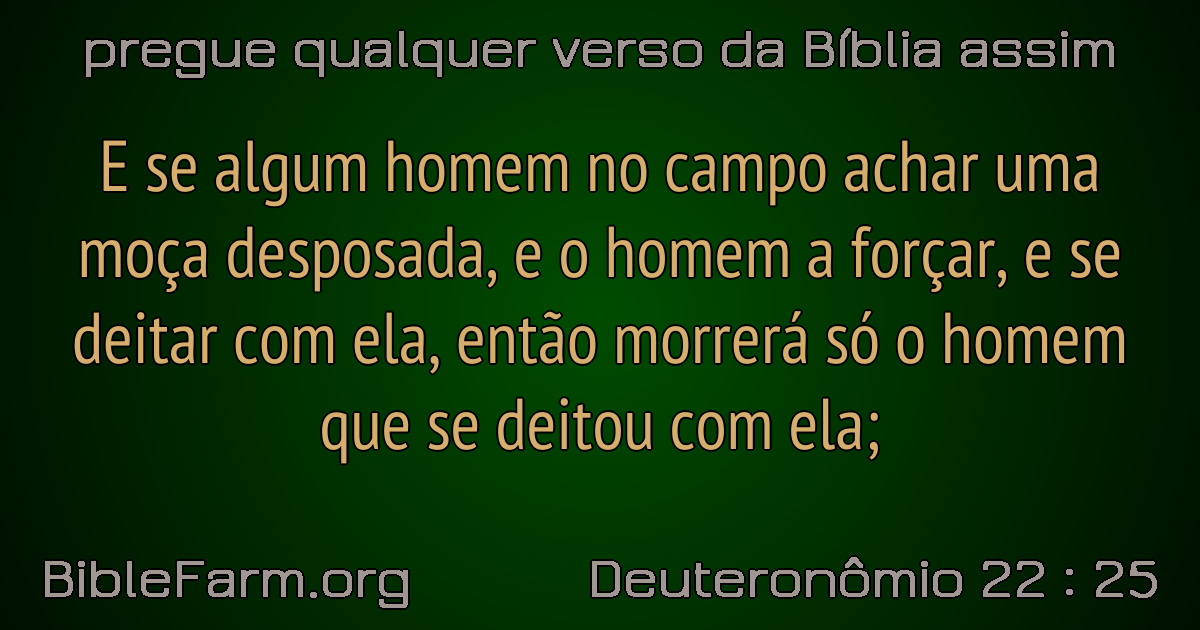 pregue qualquer verso da Bíblia assim
E se algum homem no campo achar uma
moça desposada, e o homem a forçar, e se
deitar com ela, então morrerá só o homem
que se deitou com ela;
BibleFarm.org
Deuteronômio 22 : 25